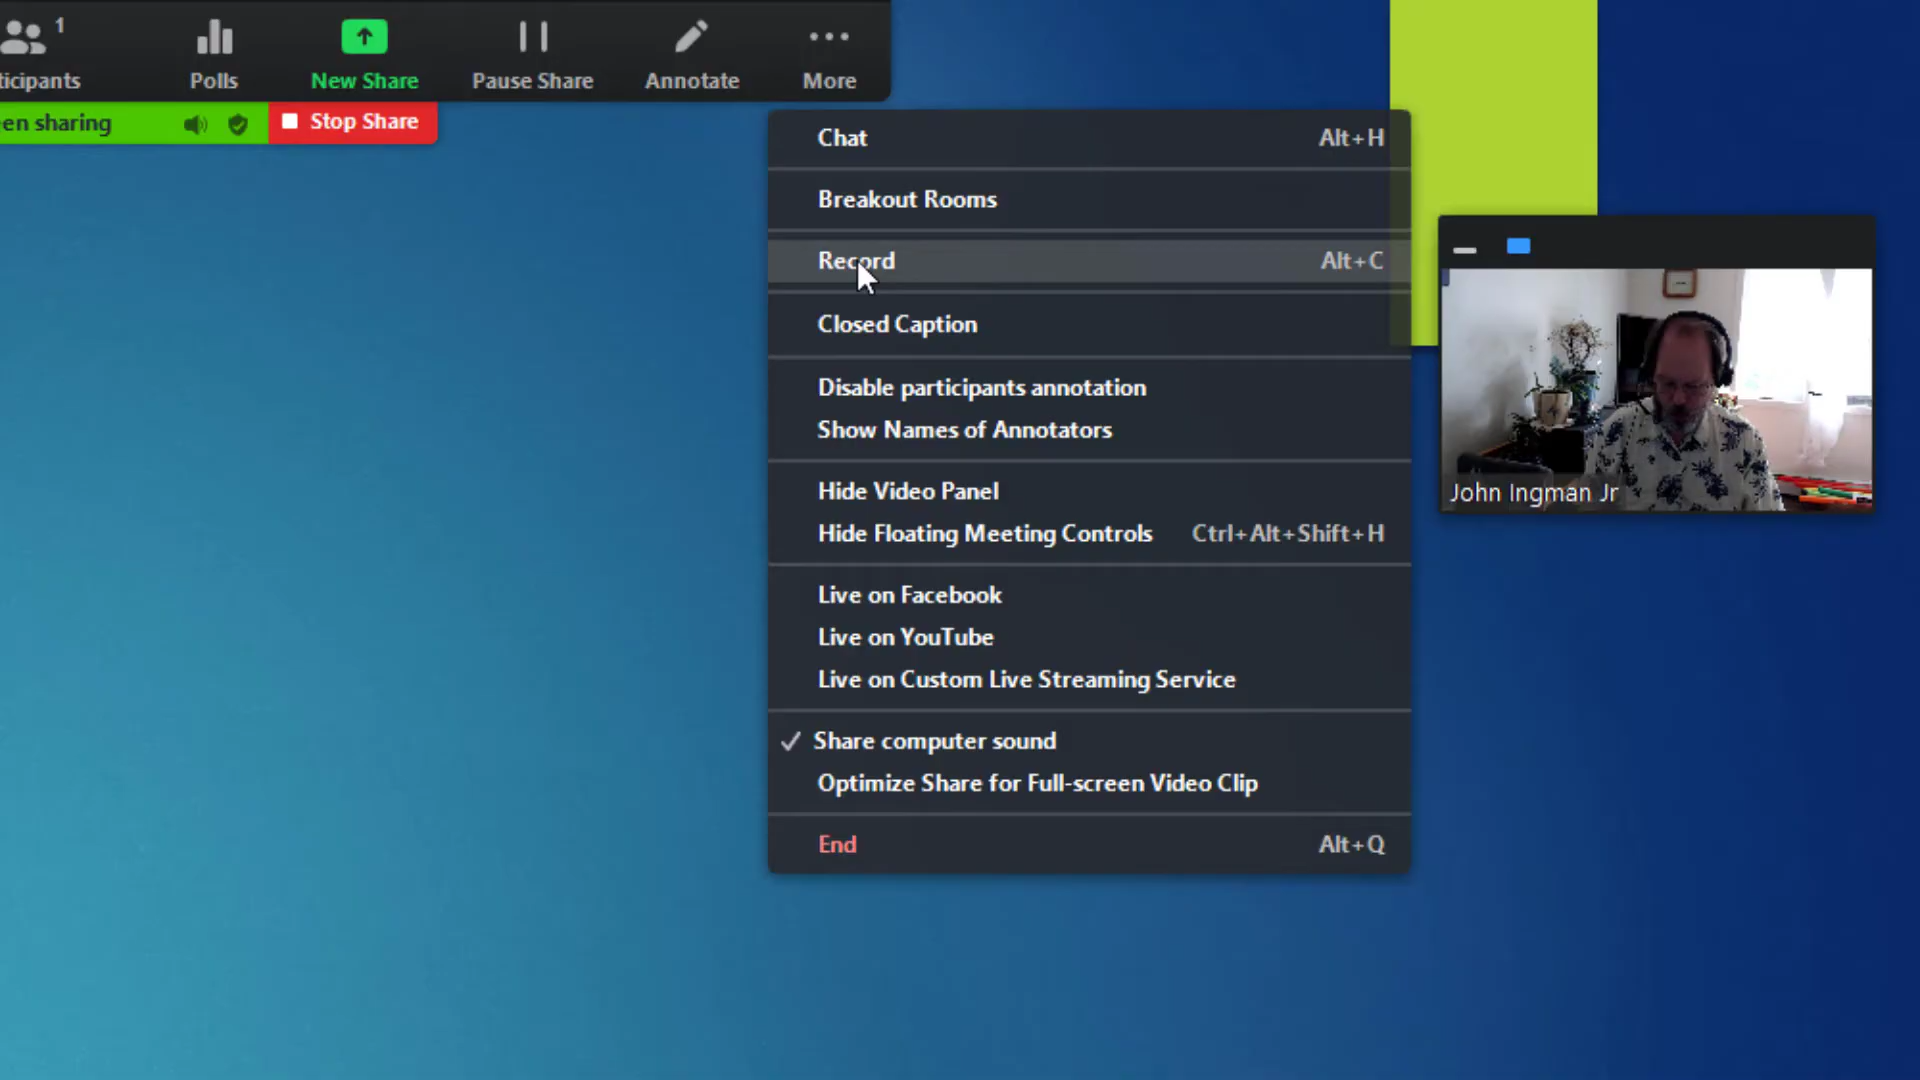 1
ticipants
Polls
New Share
Pause Share
Annotate
More
en sharing
Stop Share
Chat Alt+H
Breakout Rooms
Record Alt+C
Closed Caption
Disable participants annotation
Show Names of Annotators
Hide Video Panel
Hide Floating Meeting Controls Ctrl+Alt+Shift+H
Live on Facebook
Live on YouTube
Live on Custom Live Streaming Service
Share computer sound
Optimize Share for Full-screen Video Clip
End Alt+Q
John Ingman Jr